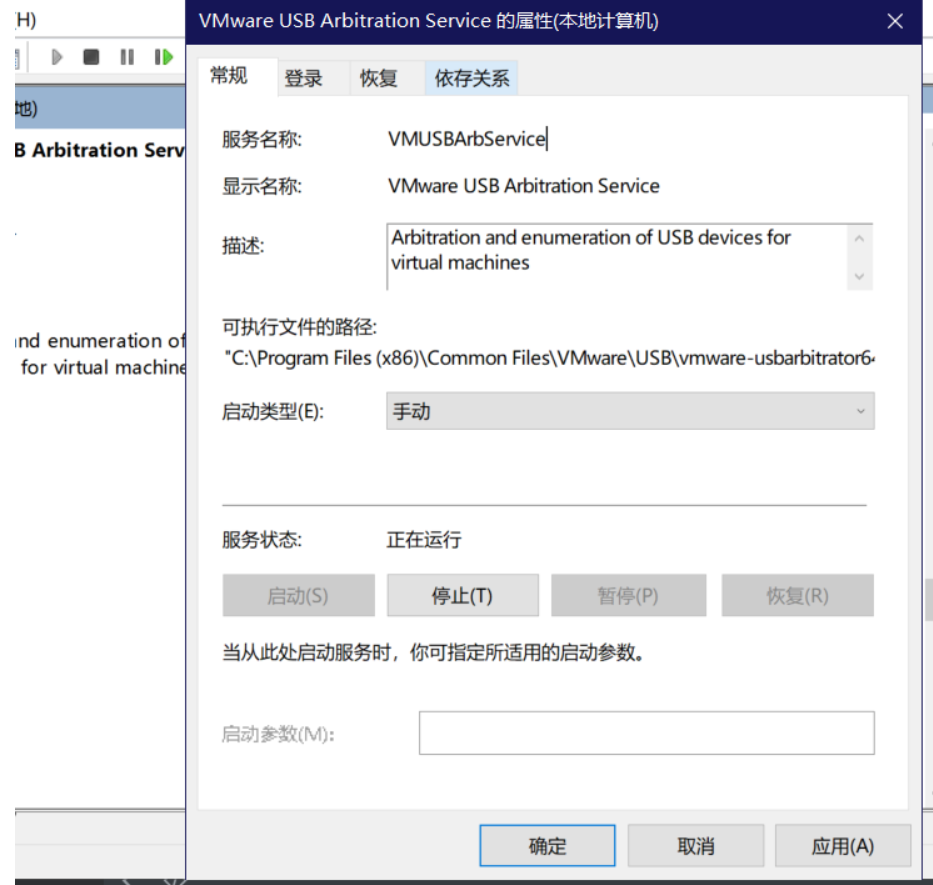 (H)
VMware USB Arbitration Service 的属性(本地计算机)
地)
B Arbitration Serv
常规
登录
恢复
依存关系
服务名称:
VMUSBArbService
显示名称:
VMware USB Arbitration Service
描述:
Arbitration and enumeration of USB devices for
virtual machines
and enumeration of
for virtual machine
可执行文件的路径:
"C:\Program Files (x86)\Common Files\VMware\USB\vmware-usbarbitrator64
启动类型(E):
手动
服务状态:
正在运行
启动(S)
停止(T)
暂停(P)
恢复(R)
当从此处启动服务时，你可指定所适用的启动参数。
启动参数(M):
确定
取消
应用(A)